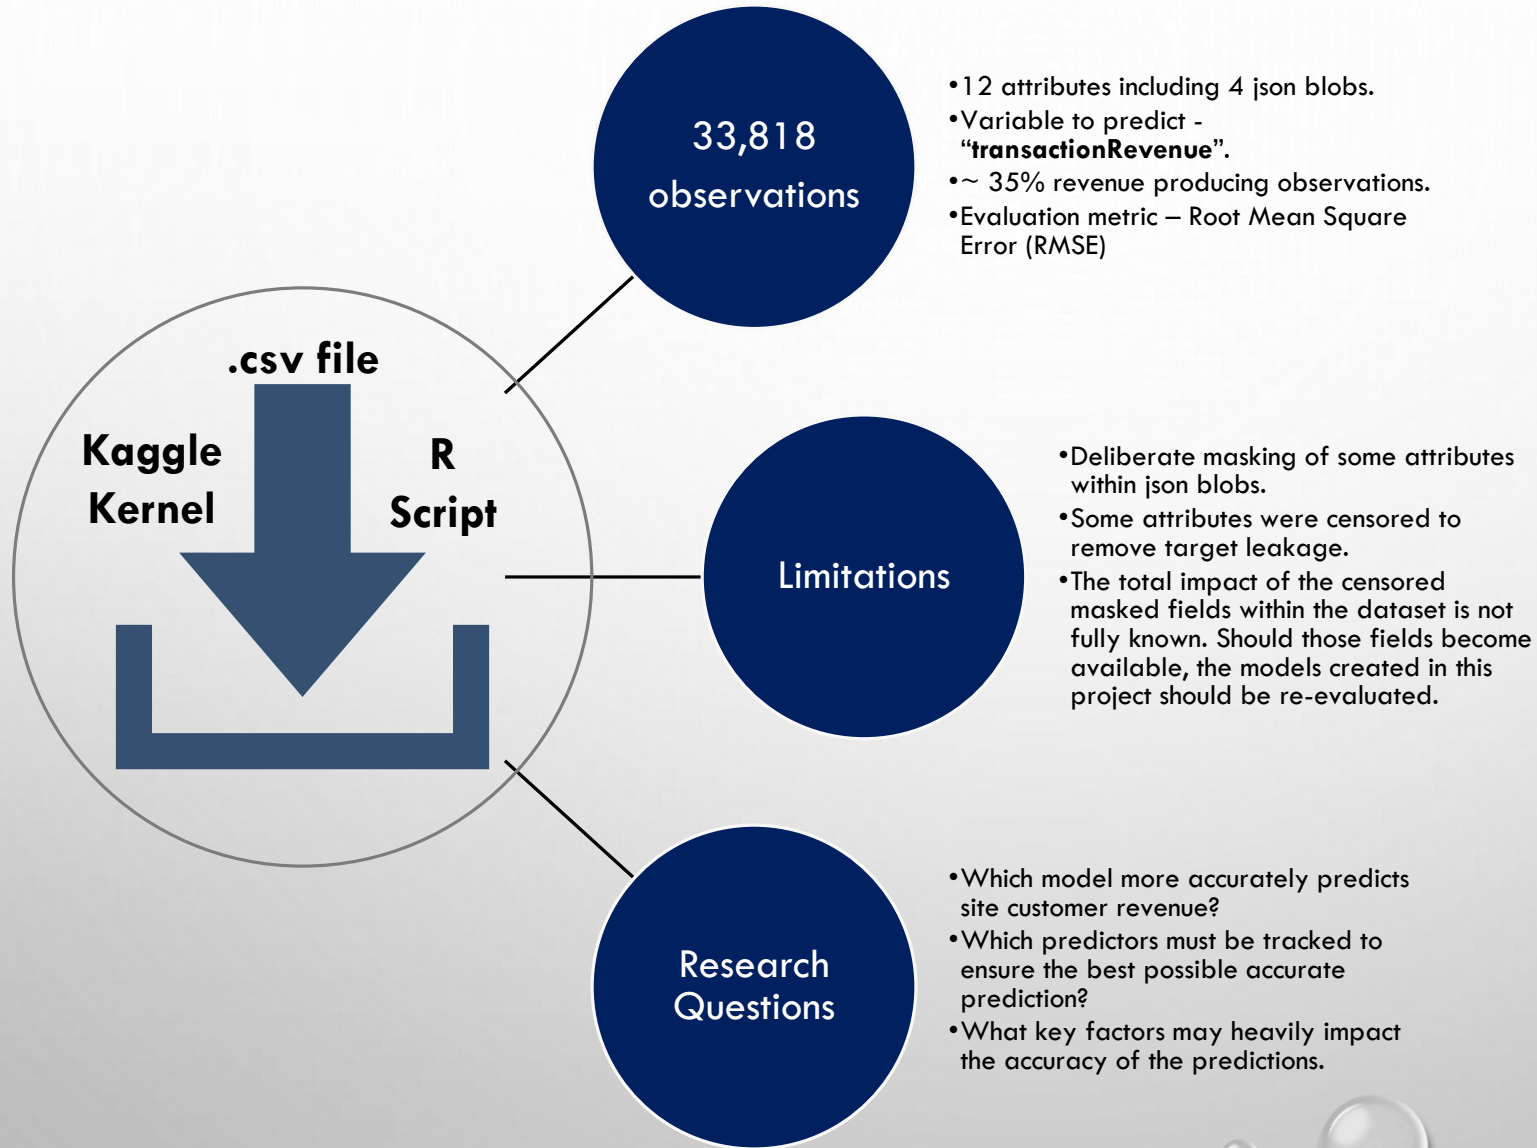 .csv file
Kaggle
Kernel
R
Script
33,818
observations
•12 attributes including 4 json blobs.
•Variable to predict -
“transactionRevenue”.
•~ 35% revenue producing observations.
•Evaluation metric – Root Mean Square
Error (RMSE)
Limitations
•Deliberate masking of some attributes
within json blobs.
•Some attributes were censored to
remove target leakage.
•The total impact of the censored
masked fields within the dataset is not
fully known. Should those fields become
available, the models created in this
project should be re-evaluated.
Research
Questions
•Which model more accurately predicts
site customer revenue?
•Which predictors must be tracked to
ensure the best possible accurate
prediction?
•What key factors may heavily impact
the accuracy of the predictions.